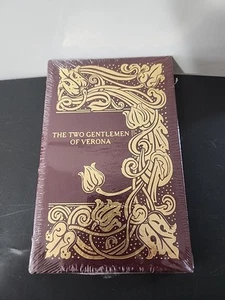 THE TWO GENTLEMEN
OF VERONA